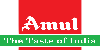 Amul
The Taste of India